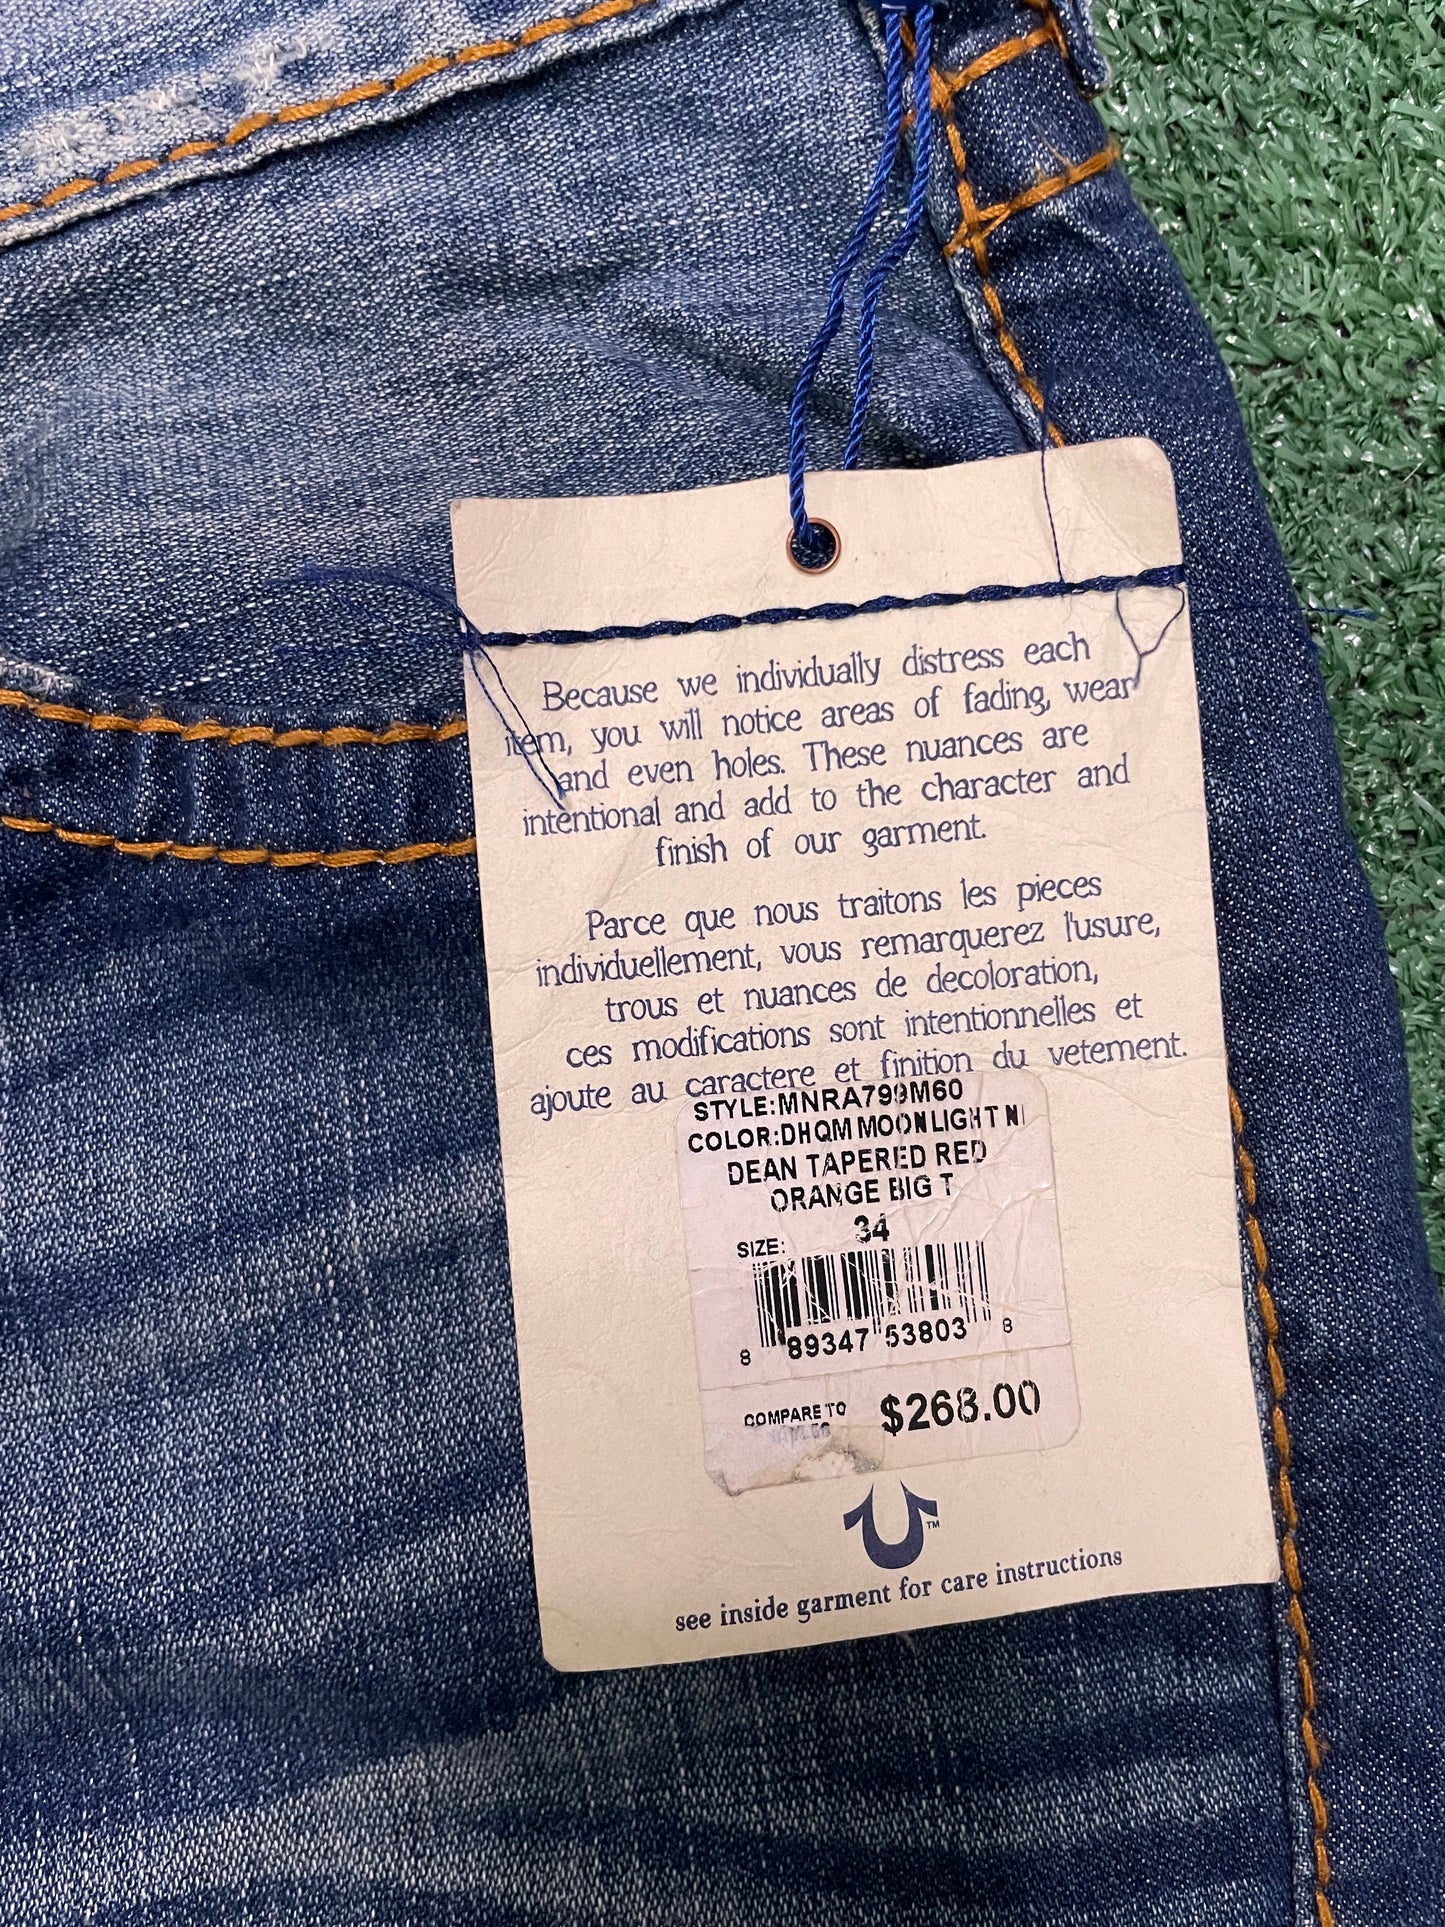 Because we individually distress each
item, you will notice areas of fading, wear
and even holes. These nuances are
intentional and add to the character and
finish of our garment.
Parce que nous traitons les pieces
individuellement, vous remarquerez l'usure,
trous et nuances de decoloration,
ces modifications sont intentionnelles et
ajoute au caractere et finition du vetement.
STYLE:MNRA799M60
COLOR:DHQM MOONLIGHT NI
DEAN TAPERED RED
ORANGE BIG T
SIZE: 34
8 89347 53803 8
COMPARE TO $268.00
TM
see inside garment for care instructions